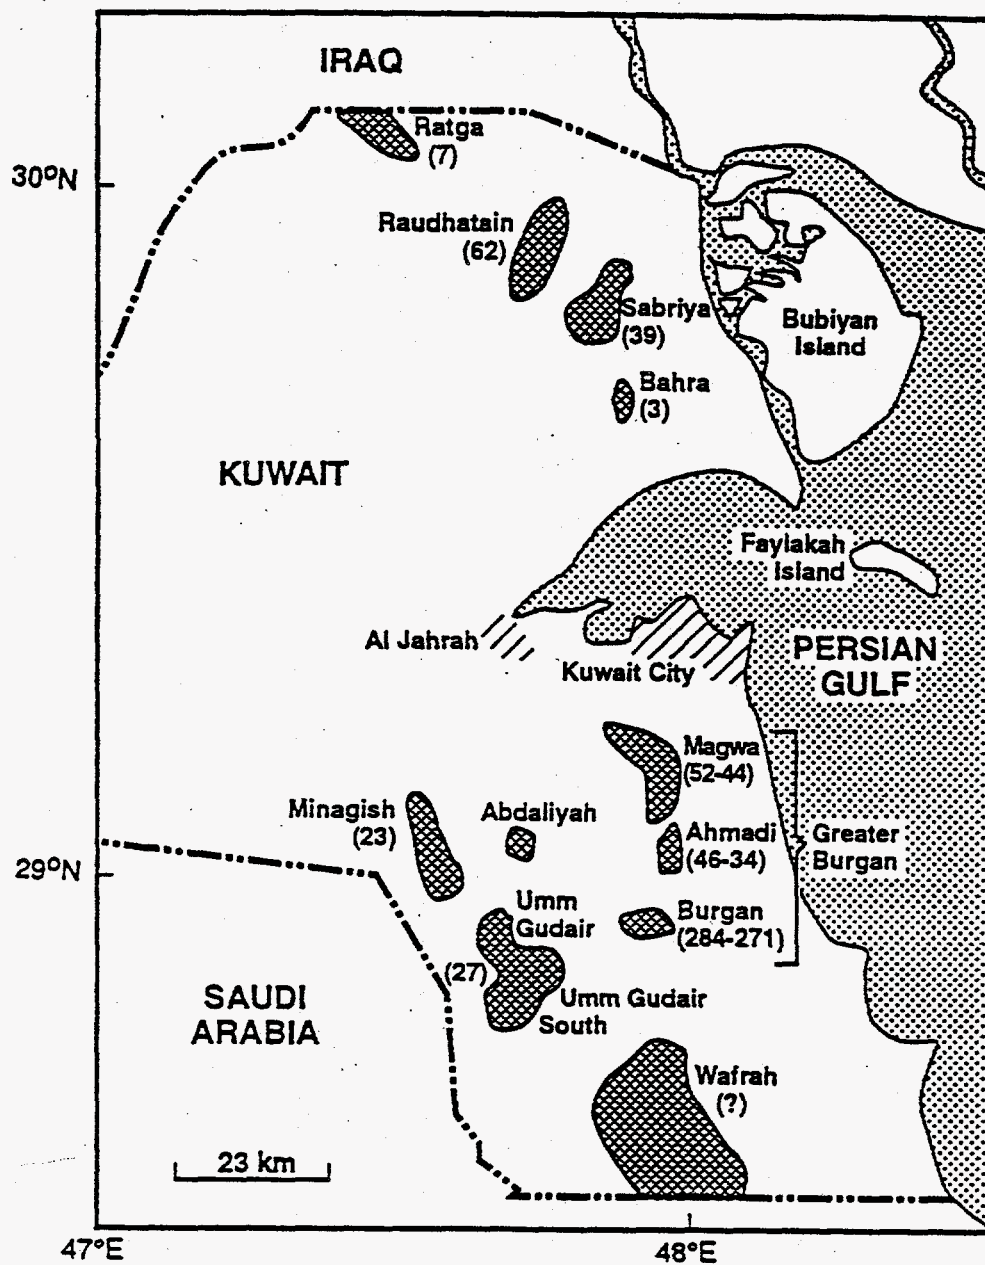 IRAQ
Ratga
(7)
30°N
Raudhatain
(62)
Sabriya
(39)
Bubiyan
Island
Bahra
(3)
KUWAIT
Faylakah
Island
Al Jahrah
Kuwait City
PERSIAN
GULF
Magwa
(52-44)
Minagish
(23)
Abdaliyah
Ahmadi
(46-34)
Greater
Burgan
29°N
Umm
Gudair
Burgan
(284-271)
(27)
SAUDI
ARABIA
Umm Gudair
South
Wafrah
(?)
23 km
47°E
48°E